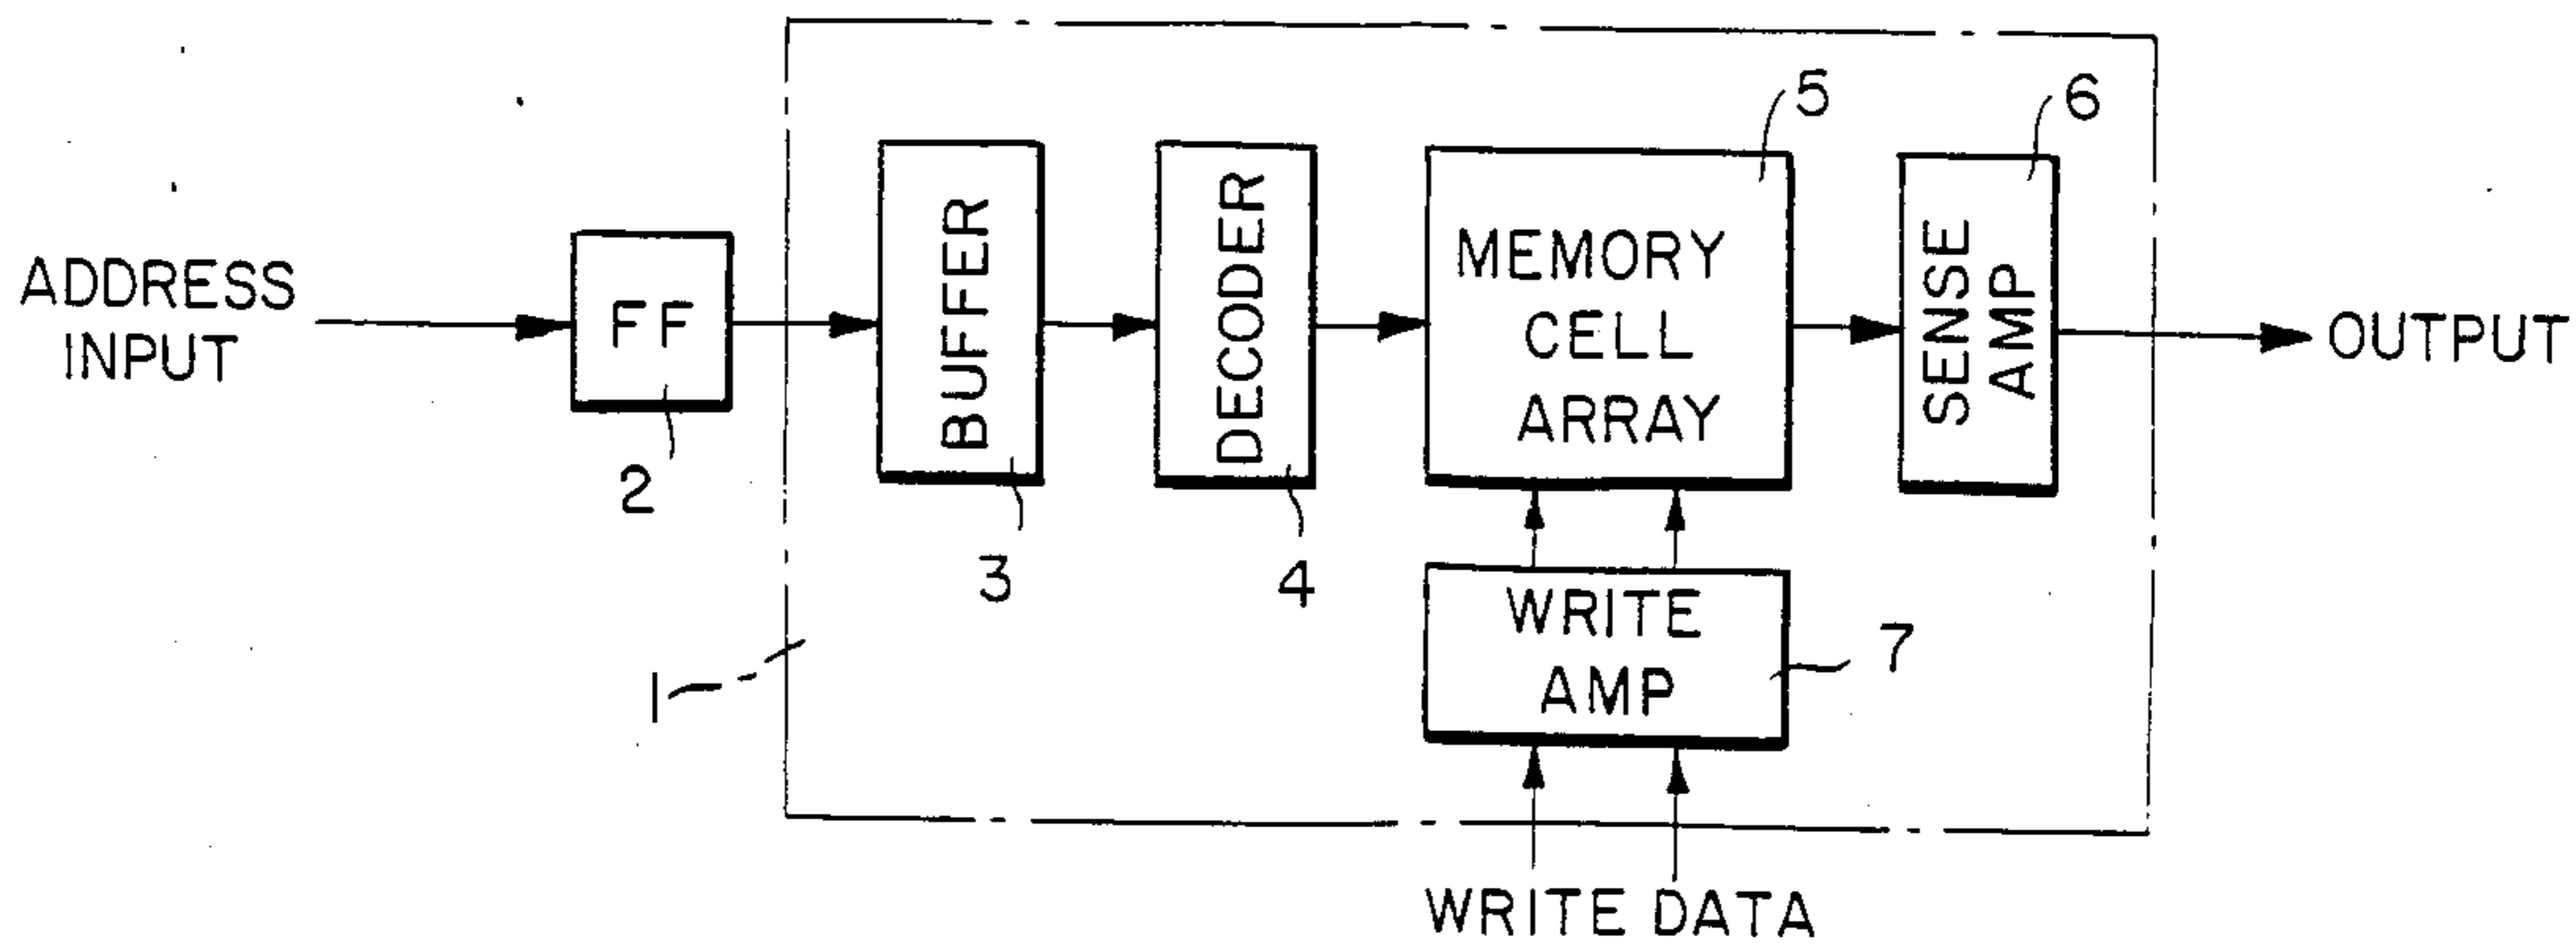 ADDRESS
INPUT
FF
2
BUFFER
3
DECODER
4
MEMORY
CELL
ARRAY
5
SENSE
AMP
6
OUTPUT
WRITE
AMP
7
1
WRITE DATA